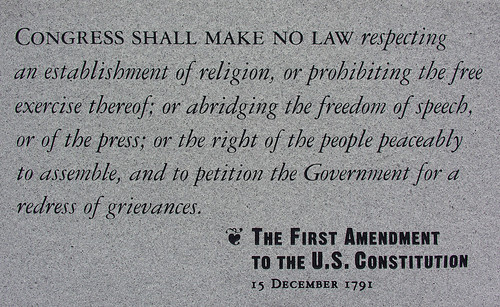 CONGRESS SHALL MAKE NO LAW respecting
an establishment of religion, or prohibiting the free
exercise thereof; or abridging the freedom of speech,
or of the press; or the right of the people peaceably
to assemble, and to petition the Government for a
redress of grievances.
THE FIRST AMENDMENT
TO THE U.S. CONSTITUTION
15 DECEMBER 1791